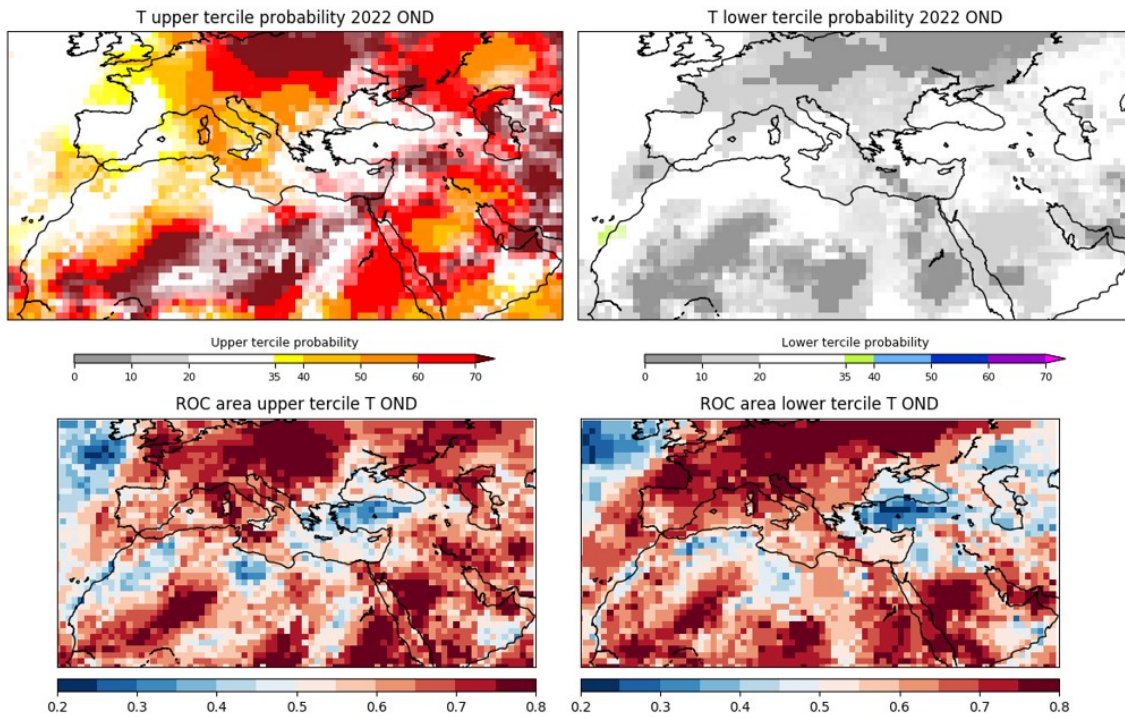 T upper tercile probability 2022 OND
T lower tercile probability 2022 OND
Upper tercile probability
0 10 20 35 40 50 60 70
Lower tercile probability
0 10 20 35 40 50 60 70
ROC area upper tercile T OND
ROC area lower tercile T OND
0.2 0.3 0.4 0.5 0.6 0.7 0.8
0.2 0.3 0.4 0.5 0.6 0.7 0.8